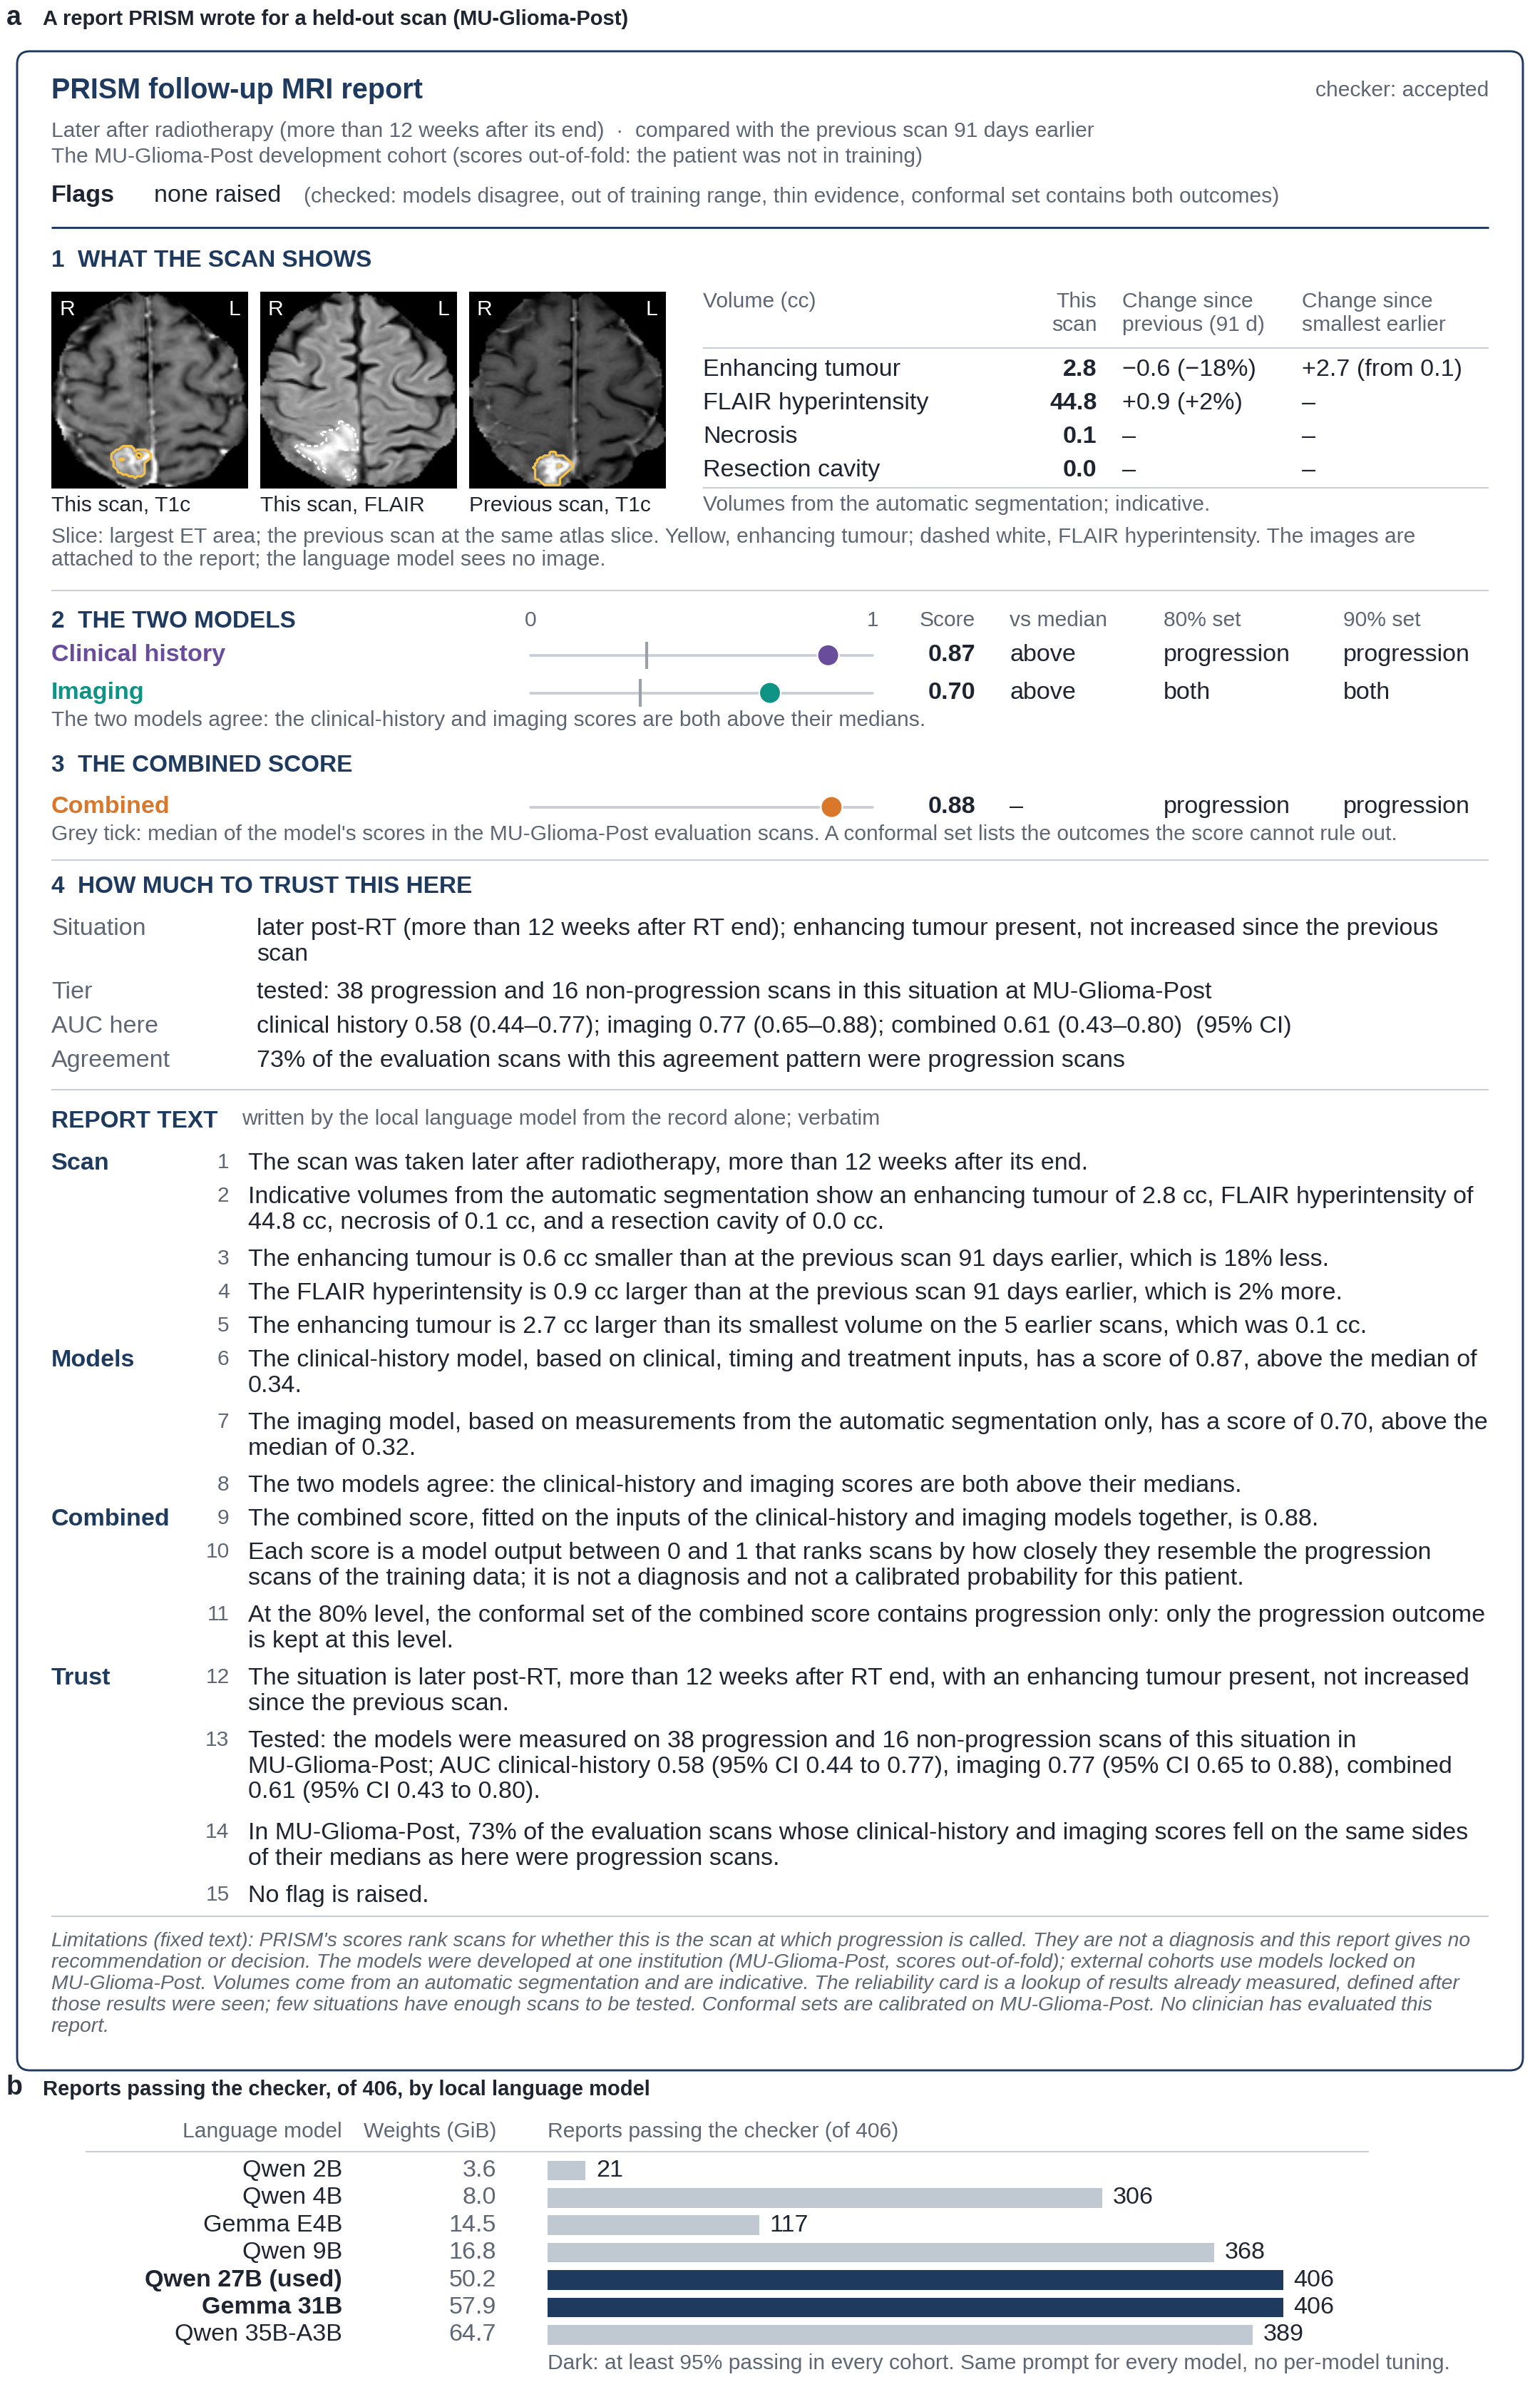 a A report PRISM wrote for a held-out scan (MU-Glioma-Post)
PRISM follow-up MRI report
checker: accepted
Later after radiotherapy (more than 12 weeks after its end) · compared with the previous scan 91 days earlier
The MU-Glioma-Post development cohort (scores out-of-fold: the patient was not in training)
Flags none raised (checked: models disagree, out of training range, thin evidence, conformal set contains both outcomes)
1 WHAT THE SCAN SHOWS
R L R L R L
This scan, T1c This scan, FLAIR Previous scan, T1c
Volume (cc) This scan Change since previous (91 d) Change since smallest earlier
Enhancing tumour 2.8 −0.6 (−18%) +2.7 (from 0.1)
FLAIR hyperintensity 44.8 +0.9 (+2%) –
Necrosis 0.1 – –
Resection cavity 0.0 – –
Volumes from the automatic segmentation; indicative.
Slice: largest ET area; the previous scan at the same atlas slice. Yellow, enhancing tumour; dashed white, FLAIR hyperintensity. The images are
attached to the report; the language model sees no image.
2 THE TWO MODELS 0 1 Score vs median 80% set 90% set
Clinical history 0.87 above progression progression
Imaging 0.70 above both both
The two models agree: the clinical-history and imaging scores are both above their medians.
3 THE COMBINED SCORE
Combined 0.88 – progression progression
Grey tick: median of the model's scores in the MU-Glioma-Post evaluation scans. A conformal set lists the outcomes the score cannot rule out.
4 HOW MUCH TO TRUST THIS HERE
Situation later post-RT (more than 12 weeks after RT end); enhancing tumour present, not increased since the previous
scan
Tier tested: 38 progression and 16 non-progression scans in this situation at MU-Glioma-Post
AUC here clinical history 0.58 (0.44–0.77); imaging 0.77 (0.65–0.88); combined 0.61 (0.43–0.80) (95% CI)
Agreement 73% of the evaluation scans with this agreement pattern were progression scans
REPORT TEXT written by the local language model from the record alone; verbatim
Scan 1 The scan was taken later after radiotherapy, more than 12 weeks after its end.
2 Indicative volumes from the automatic segmentation show an enhancing tumour of 2.8 cc, FLAIR hyperintensity of
44.8 cc, necrosis of 0.1 cc, and a resection cavity of 0.0 cc.
3 The enhancing tumour is 0.6 cc smaller than at the previous scan 91 days earlier, which is 18% less.
4 The FLAIR hyperintensity is 0.9 cc larger than at the previous scan 91 days earlier, which is 2% more.
5 The enhancing tumour is 2.7 cc larger than its smallest volume on the 5 earlier scans, which was 0.1 cc.
Models 6 The clinical-history model, based on clinical, timing and treatment inputs, has a score of 0.87, above the median of
0.34.
7 The imaging model, based on measurements from the automatic segmentation only, has a score of 0.70, above the
median of 0.32.
8 The two models agree: the clinical-history and imaging scores are both above their medians.
Combined 9 The combined score, fitted on the inputs of the clinical-history and imaging models together, is 0.88.
10 Each score is a model output between 0 and 1 that ranks scans by how closely they resemble the progression
scans of the training data; it is not a diagnosis and not a calibrated probability for this patient.
11 At the 80% level, the conformal set of the combined score contains progression only: only the progression outcome
is kept at this level.
Trust 12 The situation is later post-RT, more than 12 weeks after RT end, with an enhancing tumour present, not increased
since the previous scan.
13 Tested: the models were measured on 38 progression and 16 non-progression scans of this situation in
MU-Glioma-Post; AUC clinical-history 0.58 (95% CI 0.44 to 0.77), imaging 0.77 (95% CI 0.65 to 0.88), combined
0.61 (95% CI 0.43 to 0.80).
14 In MU-Glioma-Post, 73% of the evaluation scans whose clinical-history and imaging scores fell on the same sides
of their medians as here were progression scans.
15 No flag is raised.
Limitations (fixed text): PRISM's scores rank scans for whether this is the scan at which progression is called. They are not a diagnosis and this report gives no
recommendation or decision. The models were developed at one institution (MU-Glioma-Post, scores out-of-fold); external cohorts use models locked on
MU-Glioma-Post. Volumes come from an automatic segmentation and are indicative. The reliability card is a lookup of results already measured, defined after
those results were seen; few situations have enough scans to be tested. Conformal sets are calibrated on MU-Glioma-Post. No clinician has evaluated this
report.
b Reports passing the checker, of 406, by local language model
Language model Weights (GiB) Reports passing the checker (of 406)
Qwen 2B 3.6 21
Qwen 4B 8.0 306
Gemma E4B 14.5 117
Qwen 9B 16.8 368
Qwen 27B (used) 50.2 406
Gemma 31B 57.9 406
Qwen 35B-A3B 64.7 389
Dark: at least 95% passing in every cohort. Same prompt for every model, no per-model tuning.